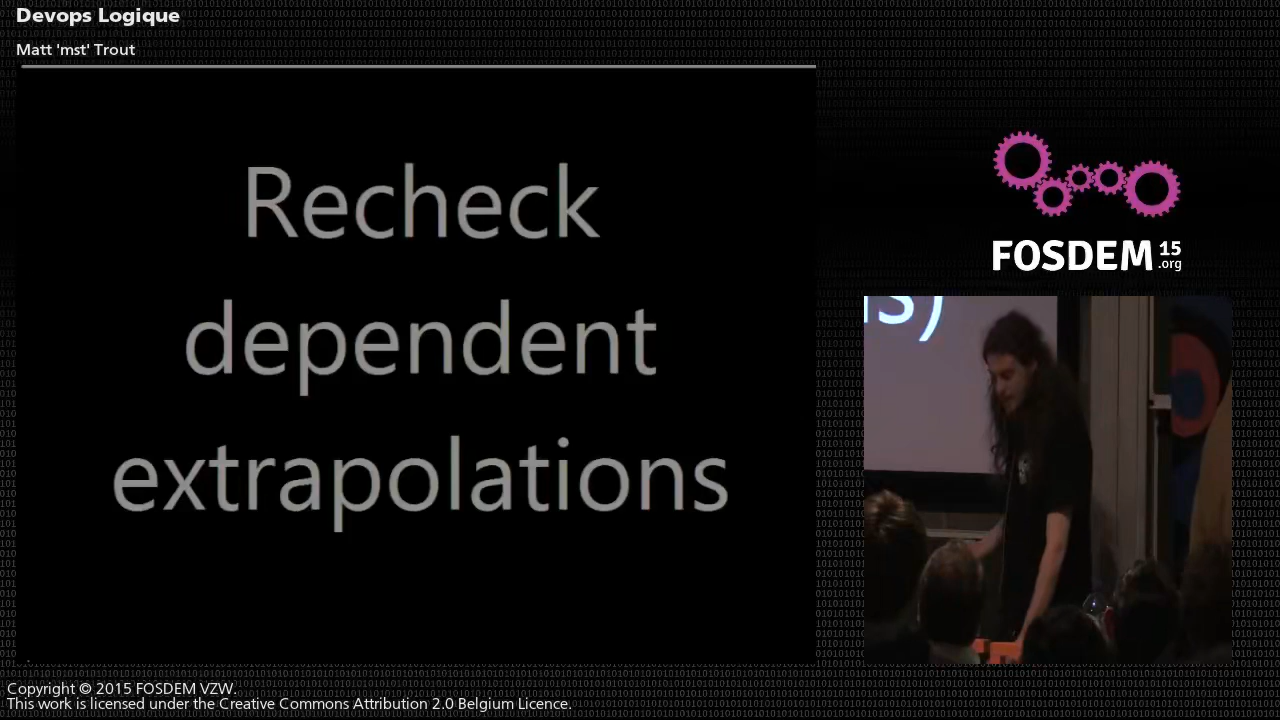 Devops Logique
Matt 'mst' Trout
Recheck
dependent
extrapolations
FOSDEM 15
.org
s)
Copyright © 2015 FOSDEM VZW.
This work is licensed under the Creative Commons Attribution 2.0 Belgium Licence.